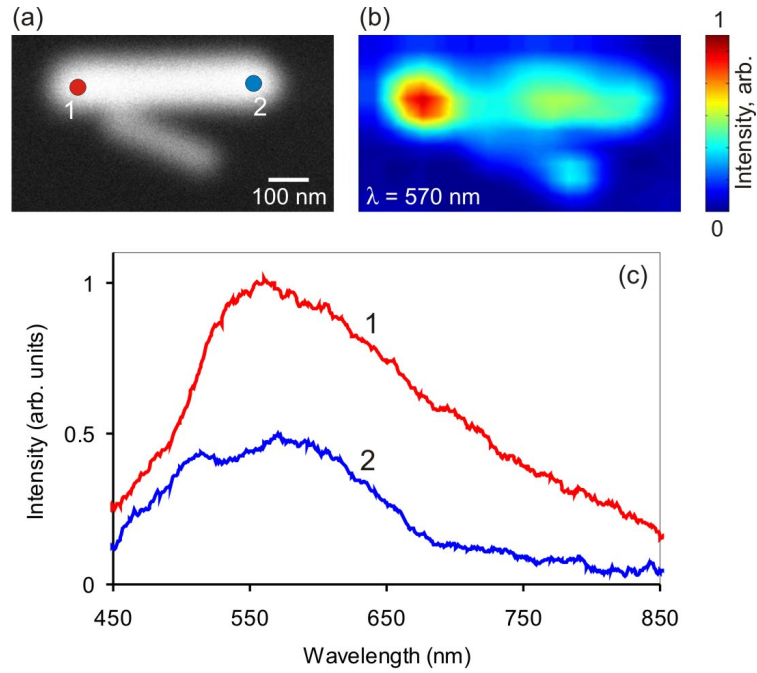 (a)
1
2
100 nm
(b)
λ = 570 nm
1
Intensity, arb.
0
(c)
1
2
1
0.5
0
Intensity (arb. units)
450
550
650
750
850
Wavelength (nm)